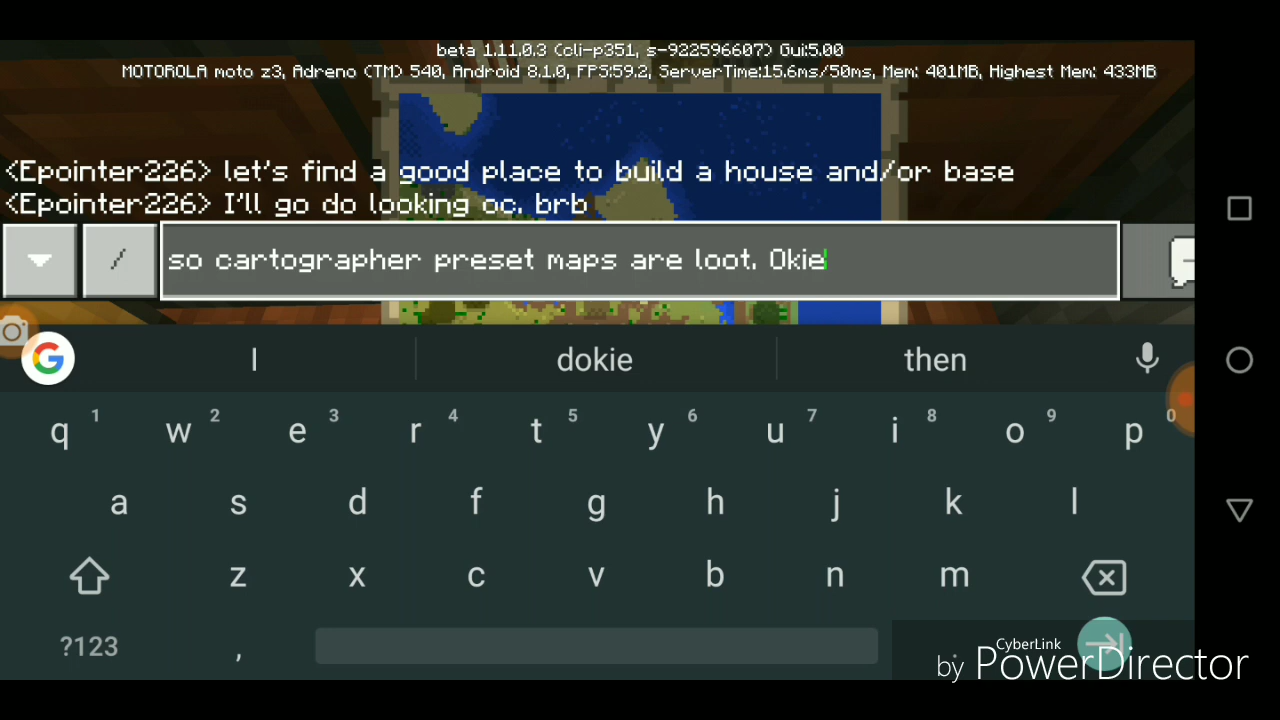 beta 1.11.0.3 (cli-p351, s-922596607) Gui:5.00
MOTOROLA moto z3, Adreno (TM) 540, Android 8.1.0, FPS:59.2, ServerTime:15.6ms/50ms, Mem: 401MB, Highest Mem: 433MB
<Epointer226> let's find a good place to build a house and/or base
<Epointer226> I'll go do looking oc. brb
/ so cartographer preset maps are loot. Okie
G I dokie then
q 1 w 2 e 3 r 4 t 5 y 6 u 7 i 8 o 9 p 0
a s d f g h j k l
z x c v b n m
?123 , .
CyberLink
by PowerDirector